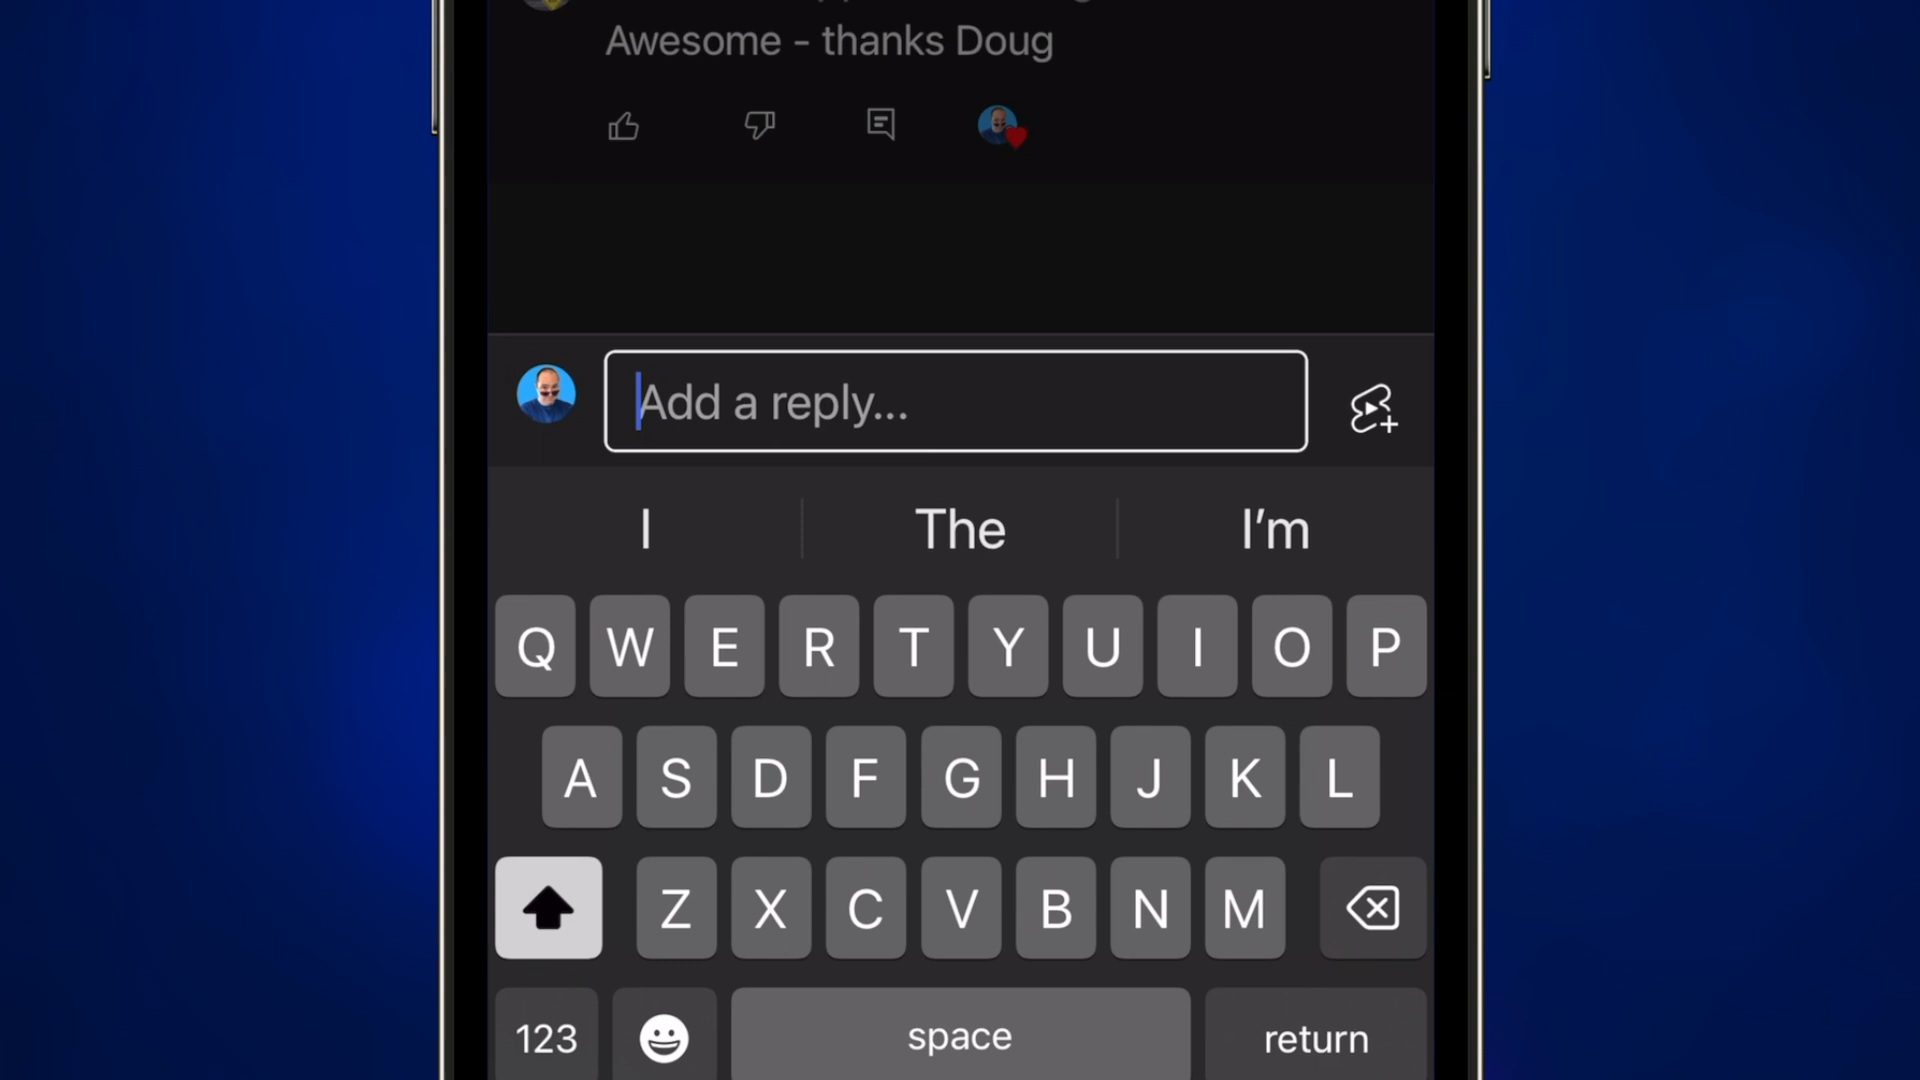 Awesome - thanks Doug
Add a reply...
I The I'm
Q W E R T Y U I O P
A S D F G H J K L
Z X C V B N M
123 space return